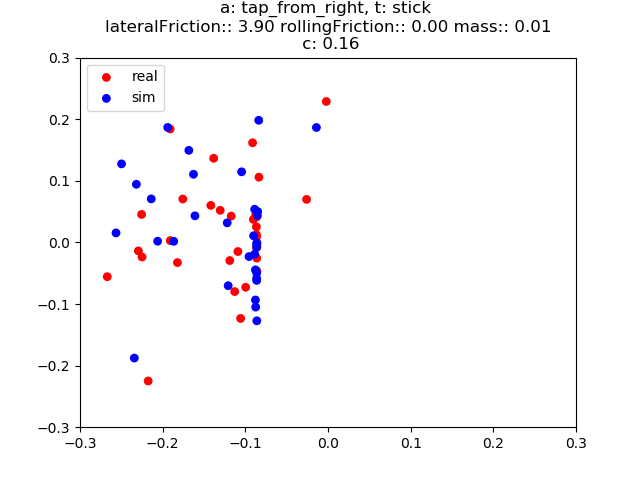 a: tap_from_right, t: stick
lateralFriction:: 3.90 rollingFriction:: 0.00 mass:: 0.01
c: 0.16
real
sim
0.3
0.2
0.1
0.0
−0.1
−0.2
−0.3
−0.3
−0.2
−0.1
0.0
0.1
0.2
0.3